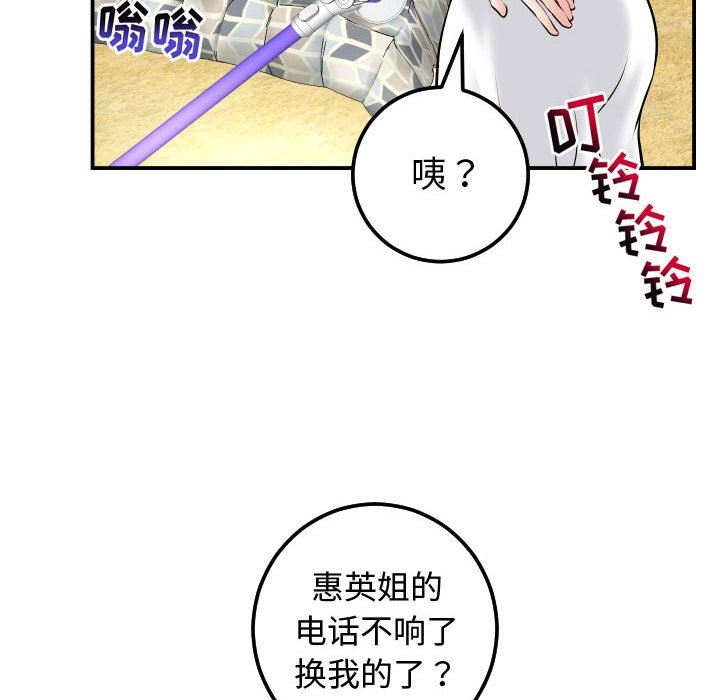 嗡嗡
叮铃铃铃
咦？
惠英姐的
电话不响了
换我的了？